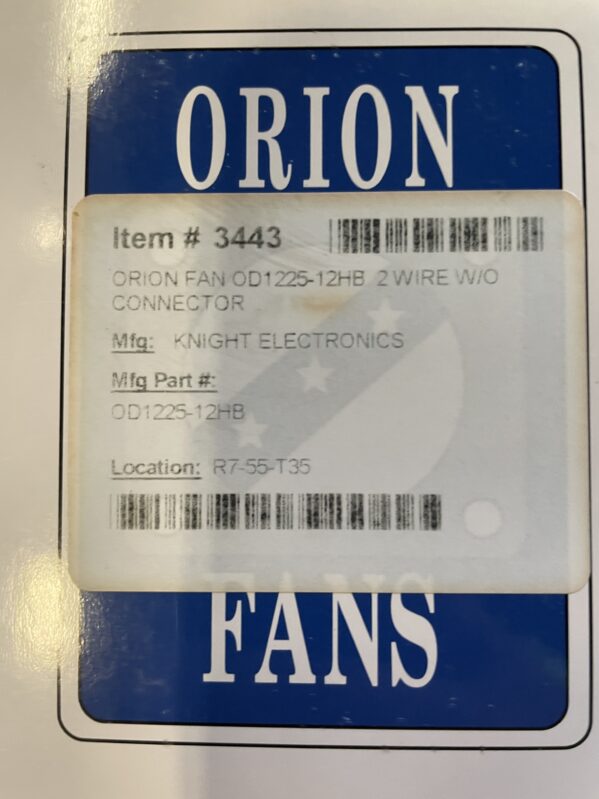 ORION
Item # 3443
ORION FAN OD1225-12HB 2 WIRE W/O
CONNECTOR
Mfg: KNIGHT ELECTRONICS
Mfg Part #:
OD1225-12HB
Location: R7-55-T35
FANS